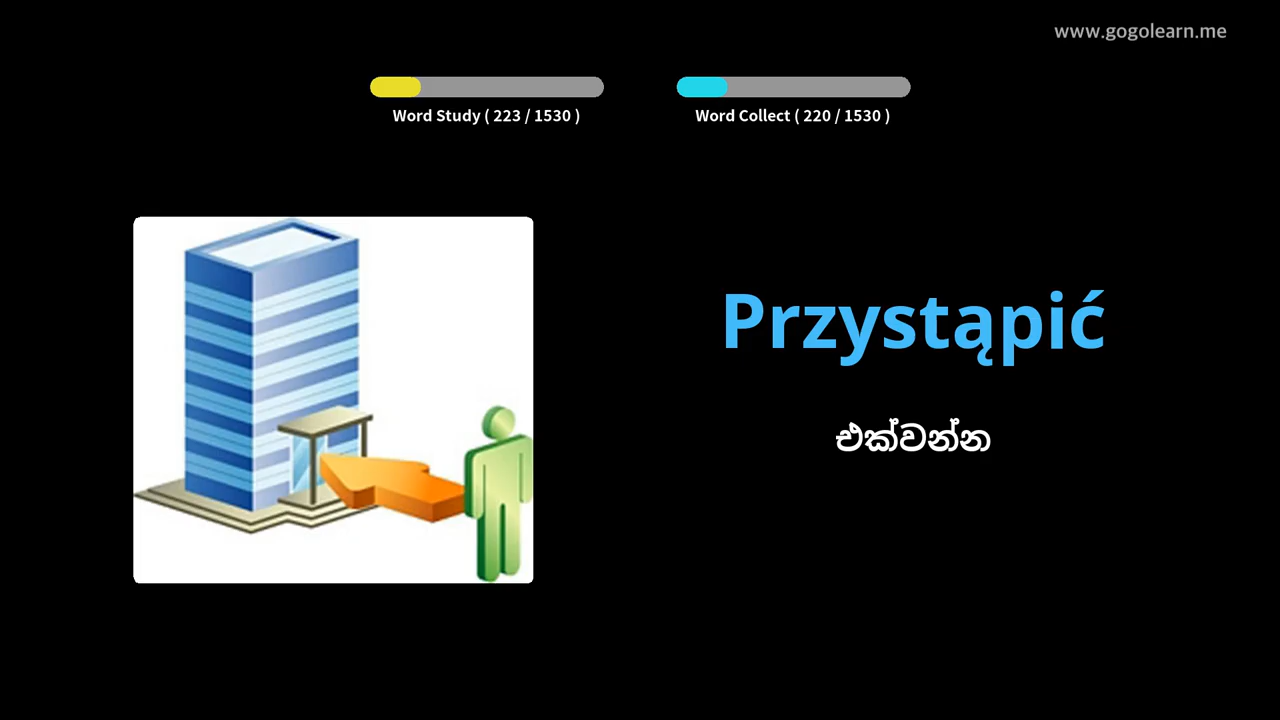 www.gogolearn.me
Word Study ( 223 / 1530 )
Word Collect ( 220 / 1530 )
Przystąpić
එක්වන්න